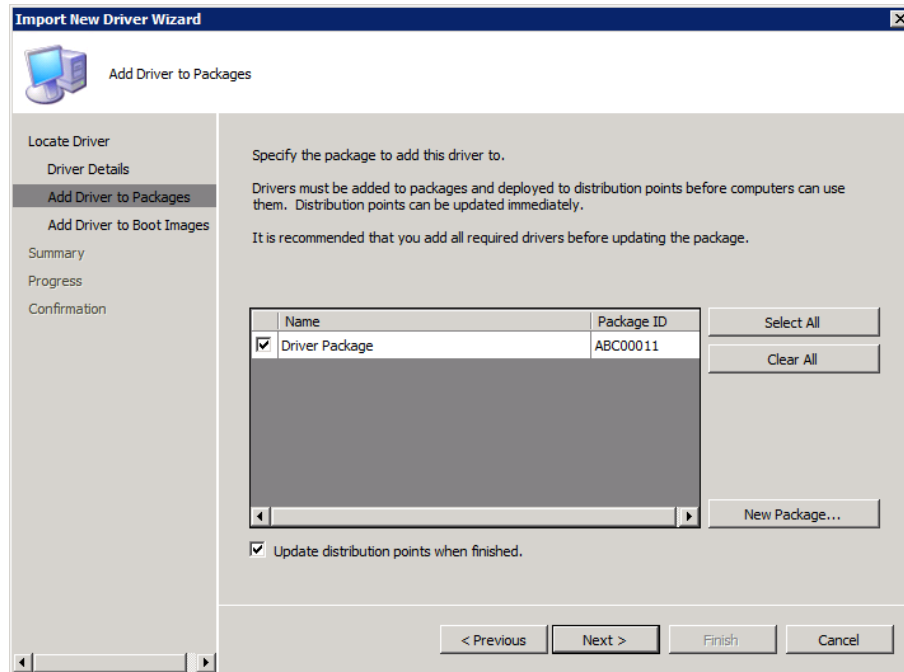 Import New Driver Wizard
Add Driver to Packages
Locate Driver
Driver Details
Add Driver to Packages
Add Driver to Boot Images
Summary
Progress
Confirmation
Specify the package to add this driver to.
Drivers must be added to packages and deployed to distribution points before computers can use
them.  Distribution points can be updated immediately.
It is recommended that you add all required drivers before updating the package.
Name Package ID
Driver Package ABC00011
Select All
Clear All
New Package...
Update distribution points when finished.
< Previous Next > Finish Cancel